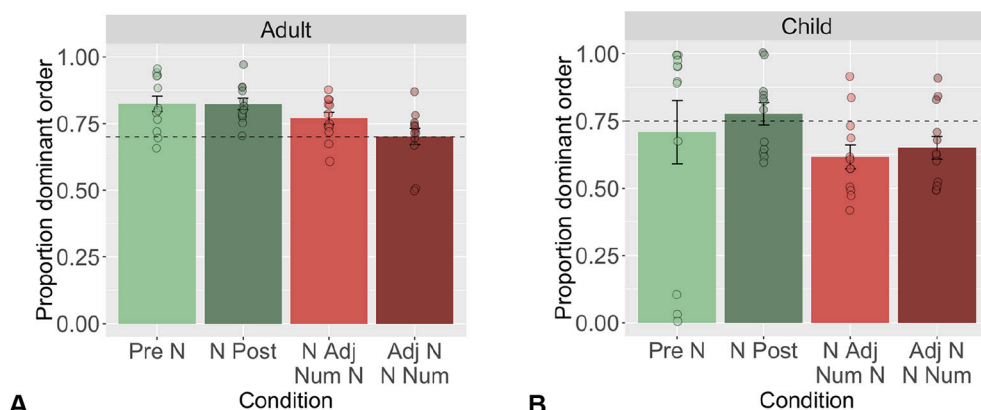 Adult
Proportion dominant order
1.00
0.75
0.50
0.25
0.00
Pre N
N Post
N Adj
Num N
Adj N
N Num
Condition
A
Child
Proportion dominant order
1.00
0.75
0.50
0.25
0.00
Pre N
N Post
N Adj
Num N
Adj N
N Num
Condition
B